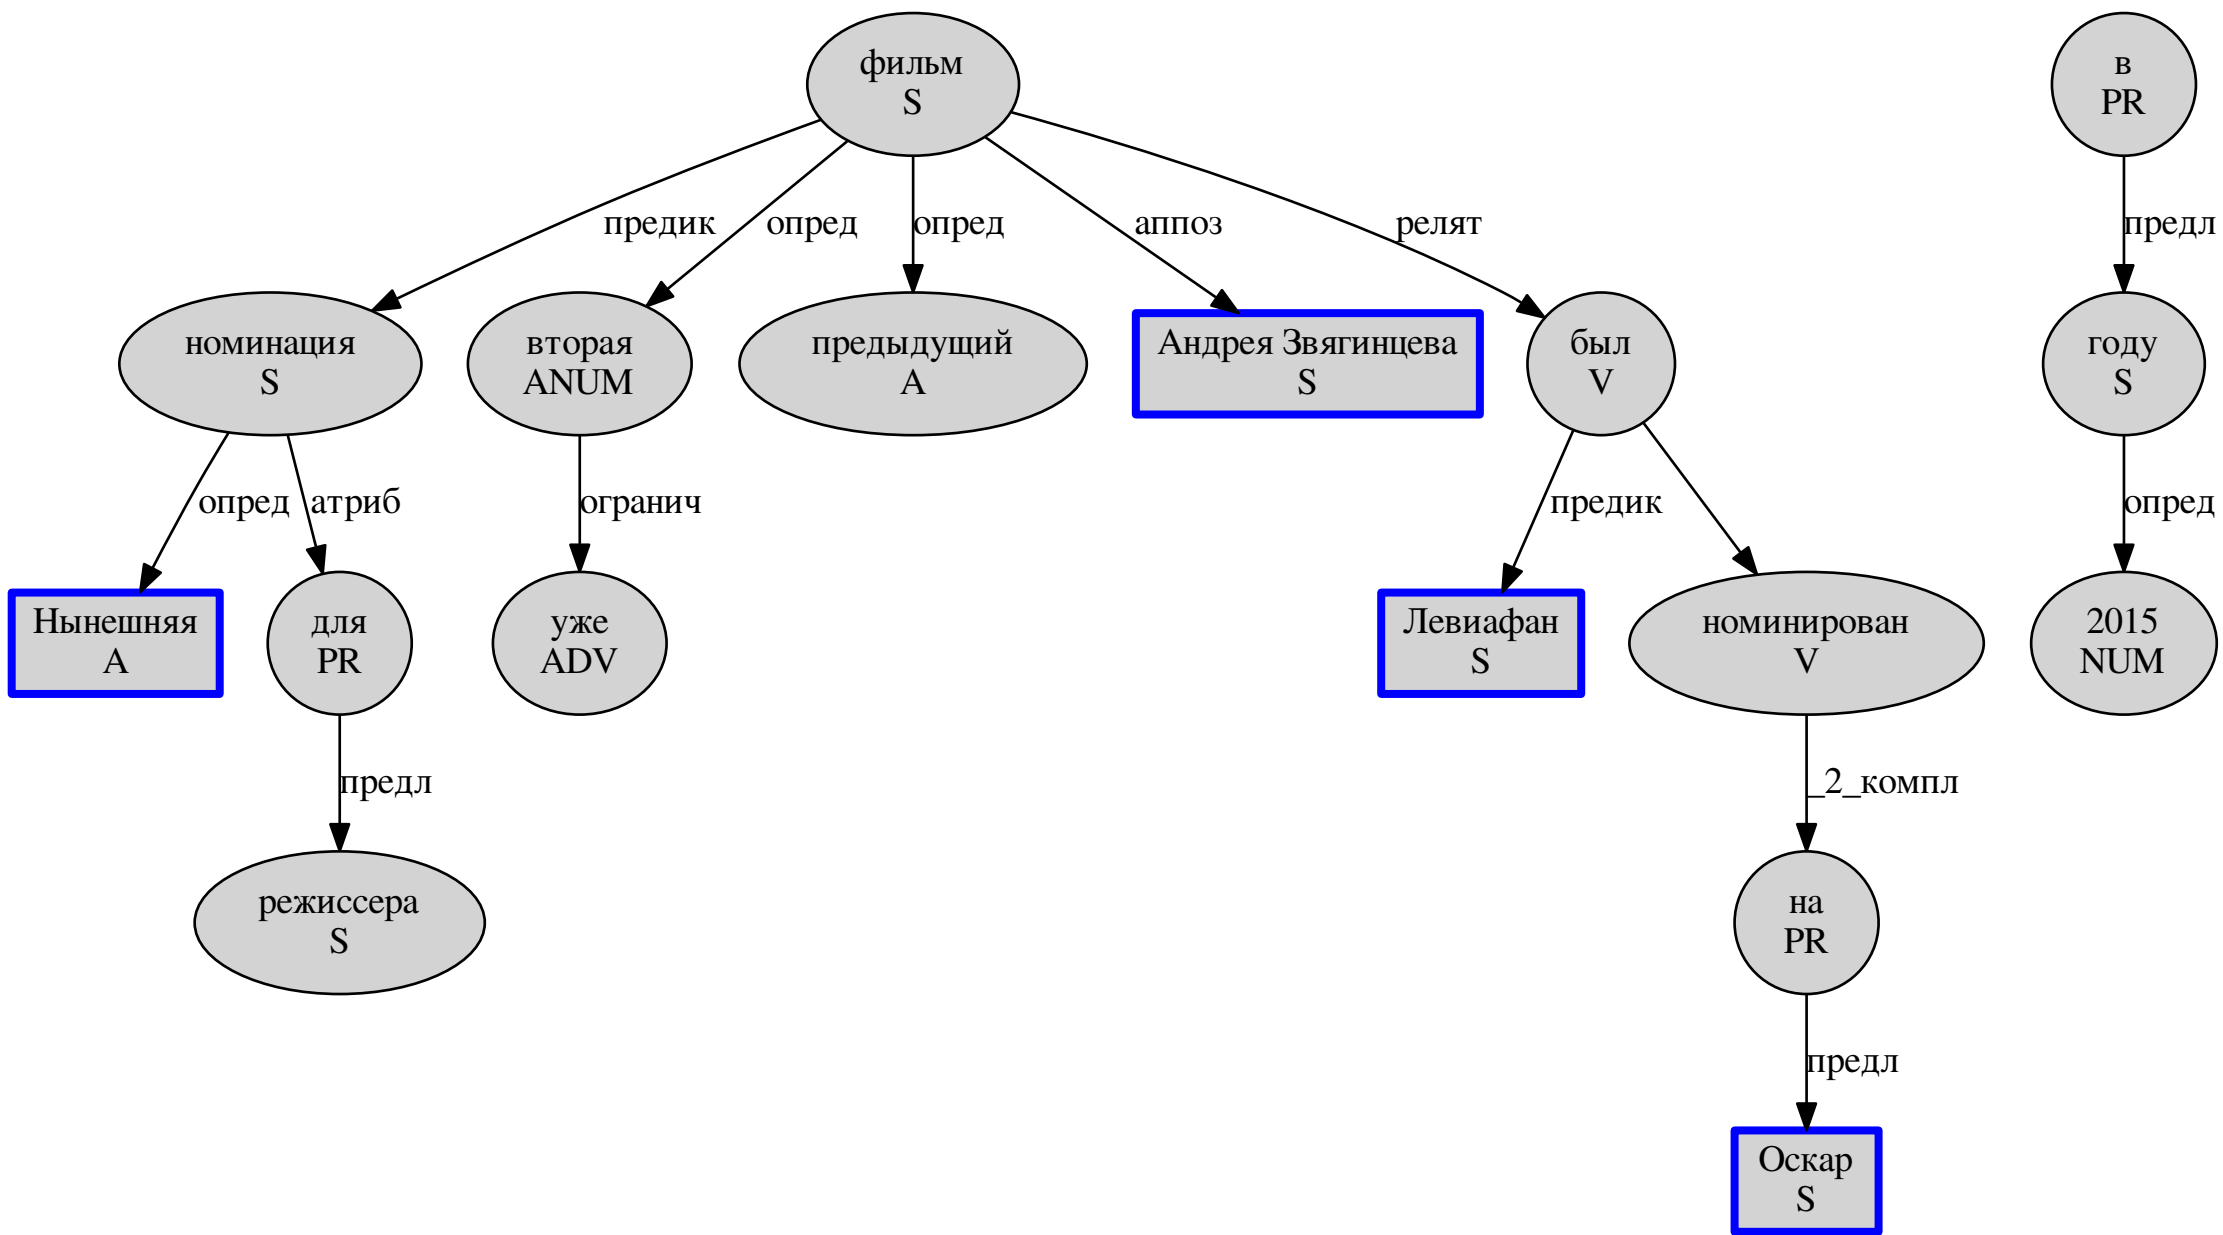 фильм
S
в
PR
предик
опред
опред
аппоз
релят
предл
номинация
S
вторая
ANUM
предыдущий
A
Андрея Звягинцева
S
был
V
году
S
опред
атриб
огранич
предик
опред
Нынешняя
A
для
PR
уже
ADV
Левиафан
S
номинирован
V
2015
NUM
предл
_2_компл
режиссера
S
на
PR
предл
Оскар
S